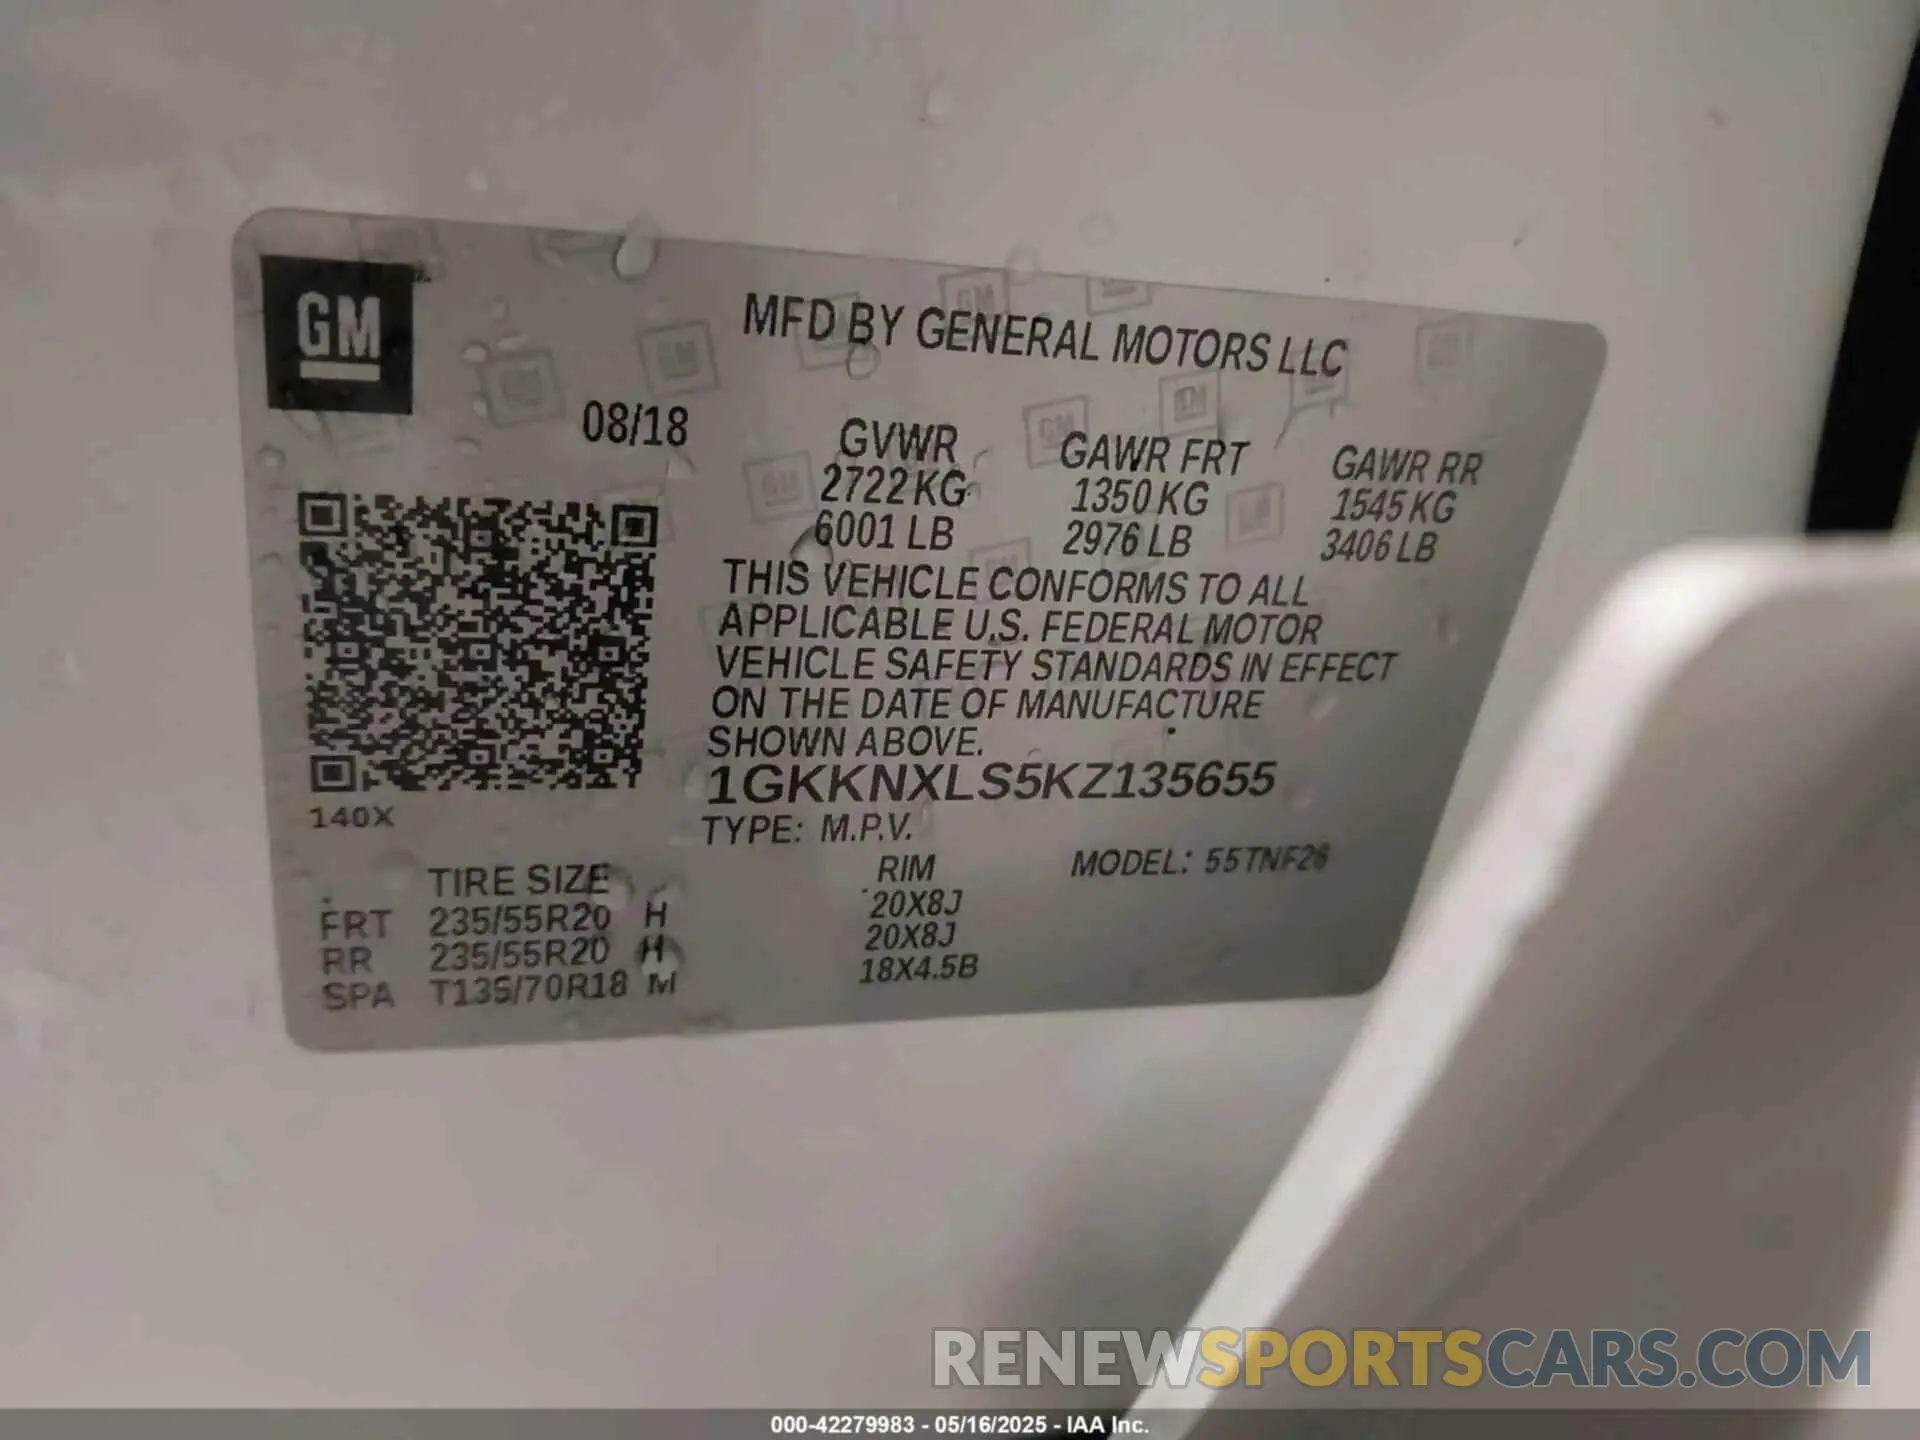 GM
MFD BY GENERAL MOTORS LLC
08/18
GVWR GAWR FRT GAWR RR
2722 KG 1350 KG 1545 KG
6001 LB 2976 LB 3406 LB
THIS VEHICLE CONFORMS TO ALL
APPLICABLE U.S. FEDERAL MOTOR
VEHICLE SAFETY STANDARDS IN EFFECT
ON THE DATE OF MANUFACTURE
SHOWN ABOVE.
1GKKNXLS5KZ135655
140X
TYPE: M.P.V.
TIRE SIZE RIM MODEL: 55TNF26
FRT 235/55R20 H 20X8J
RR 235/55R20 H 20X8J
SPA T135/70R18 M 18X4.5B
RENEWSPORTSCARS.COM
000-42279983 - 05/16/2025 - IAA Inc.